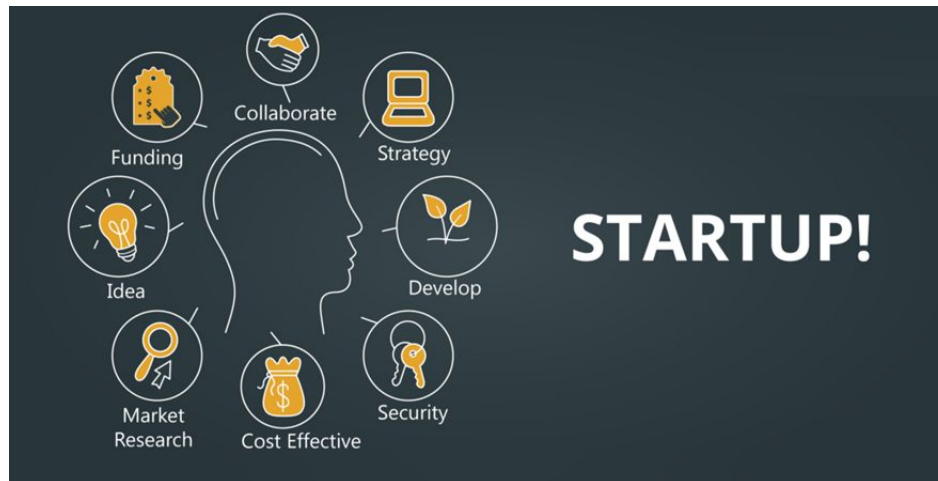 Collaborate
Funding
Strategy
Idea
Develop
STARTUP!
Market
Research
Cost Effective
Security
$
$
$
$